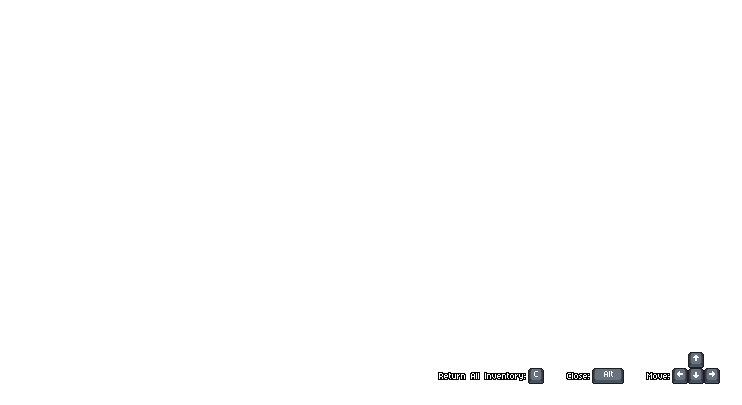 Return All Inventory: C Close: Alt Move: ↑ ← ↓ →